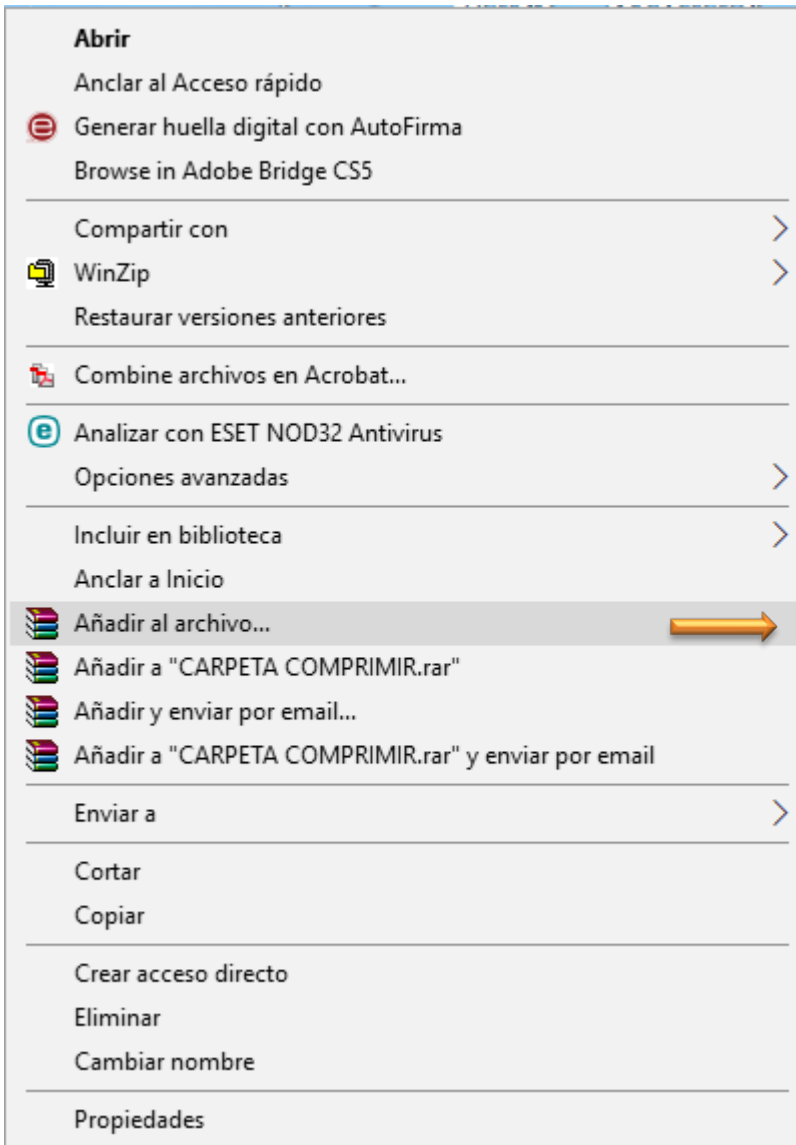 Abrir
Anclar al Acceso rápido
Generar huella digital con AutoFirma
Browse in Adobe Bridge CS5
Compartir con
WinZip
Restaurar versiones anteriores
Combine archivos en Acrobat...
Analizar con ESET NOD32 Antivirus
Opciones avanzadas
Incluir en biblioteca
Anclar a Inicio
Añadir al archivo...
Añadir a "CARPETA COMPRIMIR.rar"
Añadir y enviar por email...
Añadir a "CARPETA COMPRIMIR.rar" y enviar por email
Enviar a
Cortar
Copiar
Crear acceso directo
Eliminar
Cambiar nombre
Propiedades